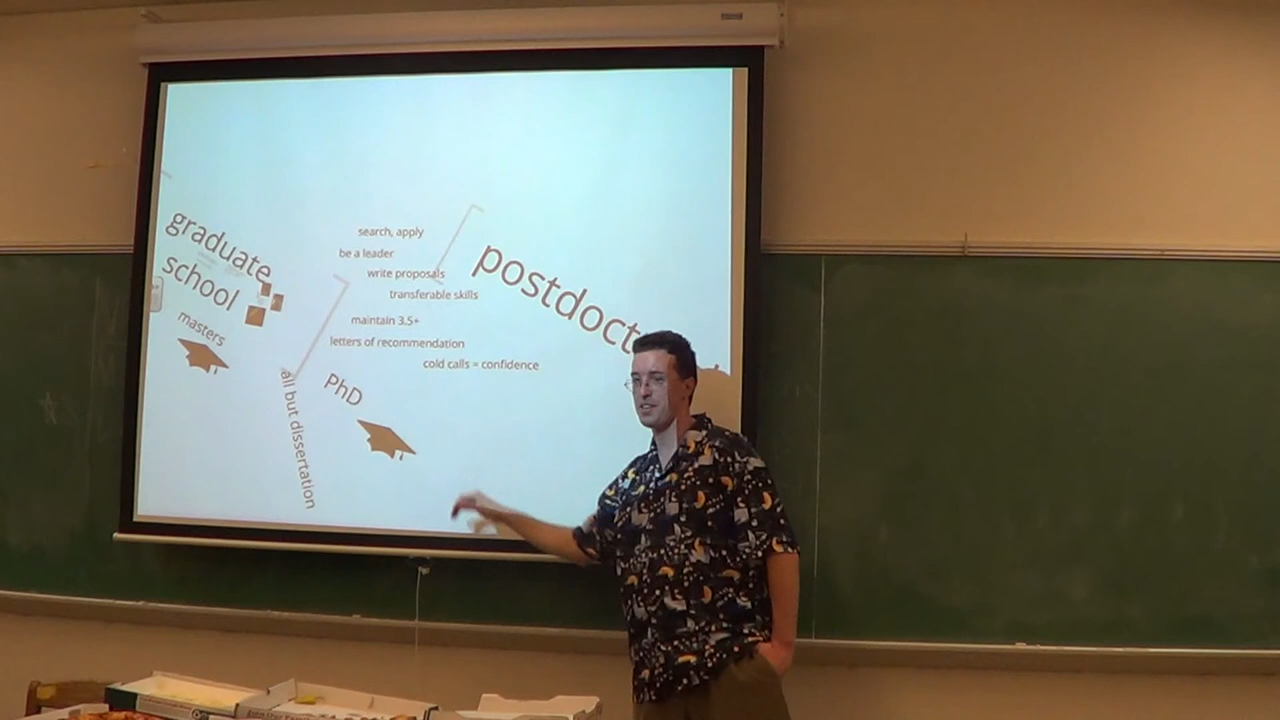 graduate
school
masters
all but dissertation
PhD
search, apply
be a leader
write proposals
transferable skills
maintain 3.5+
letters of recommendation
cold calls = confidence
postdoct